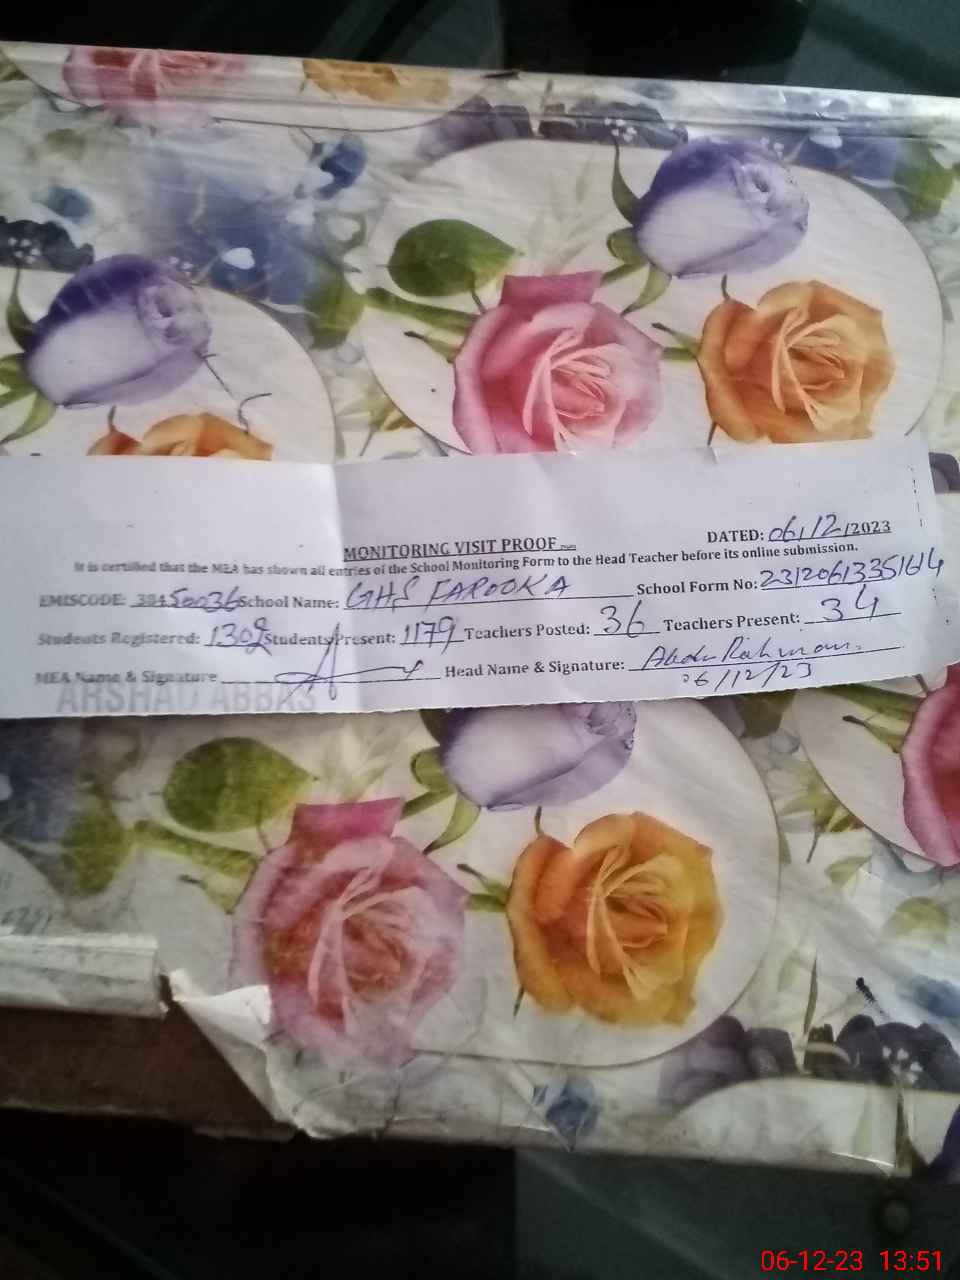 MONITORING VISIT PROOF
DATED: 06/12/2023
It is certified that the MEA has shown all entries of the School Monitoring Form to the Head Teacher before its online submission.
EMISCODE: 38450036 School Name: GHS FAROOKA School Form No: 231206133516164
Students Registered: 1302 Students Present: 1179 Teachers Posted: 36 Teachers Present: 34
MEA Name & Signature Head Name & Signature: Abdur Rahman
ARSHAD ABBAS 06/12/23
06-12-23 13:51